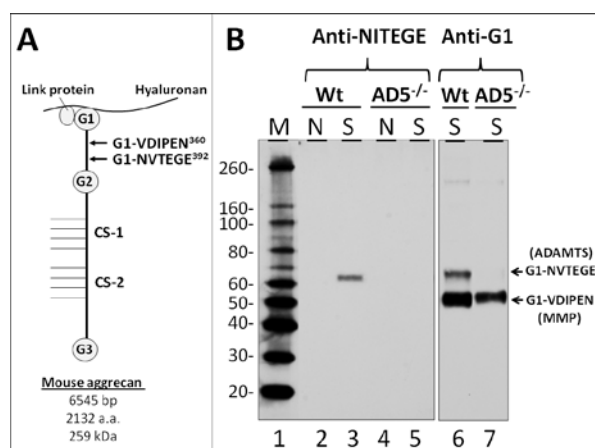 A
Link protein Hyaluronan
G1
G1-VDIPEN360
G1-NVTEGE392
G2
CS-1
CS-2
G3
Mouse aggrecan
6545 bp
2132 a.a.
259 kDa
B
Anti-NITEGE Anti-G1
Wt AD5-/- Wt AD5-/-
M N S N S S S
260-
160-
100-
80-
60-
50-
40-
30-
20-
(ADAMTS)
G1-NVTEGE
G1-VDIPEN
(MMP)
1 2 3 4 5 6 7